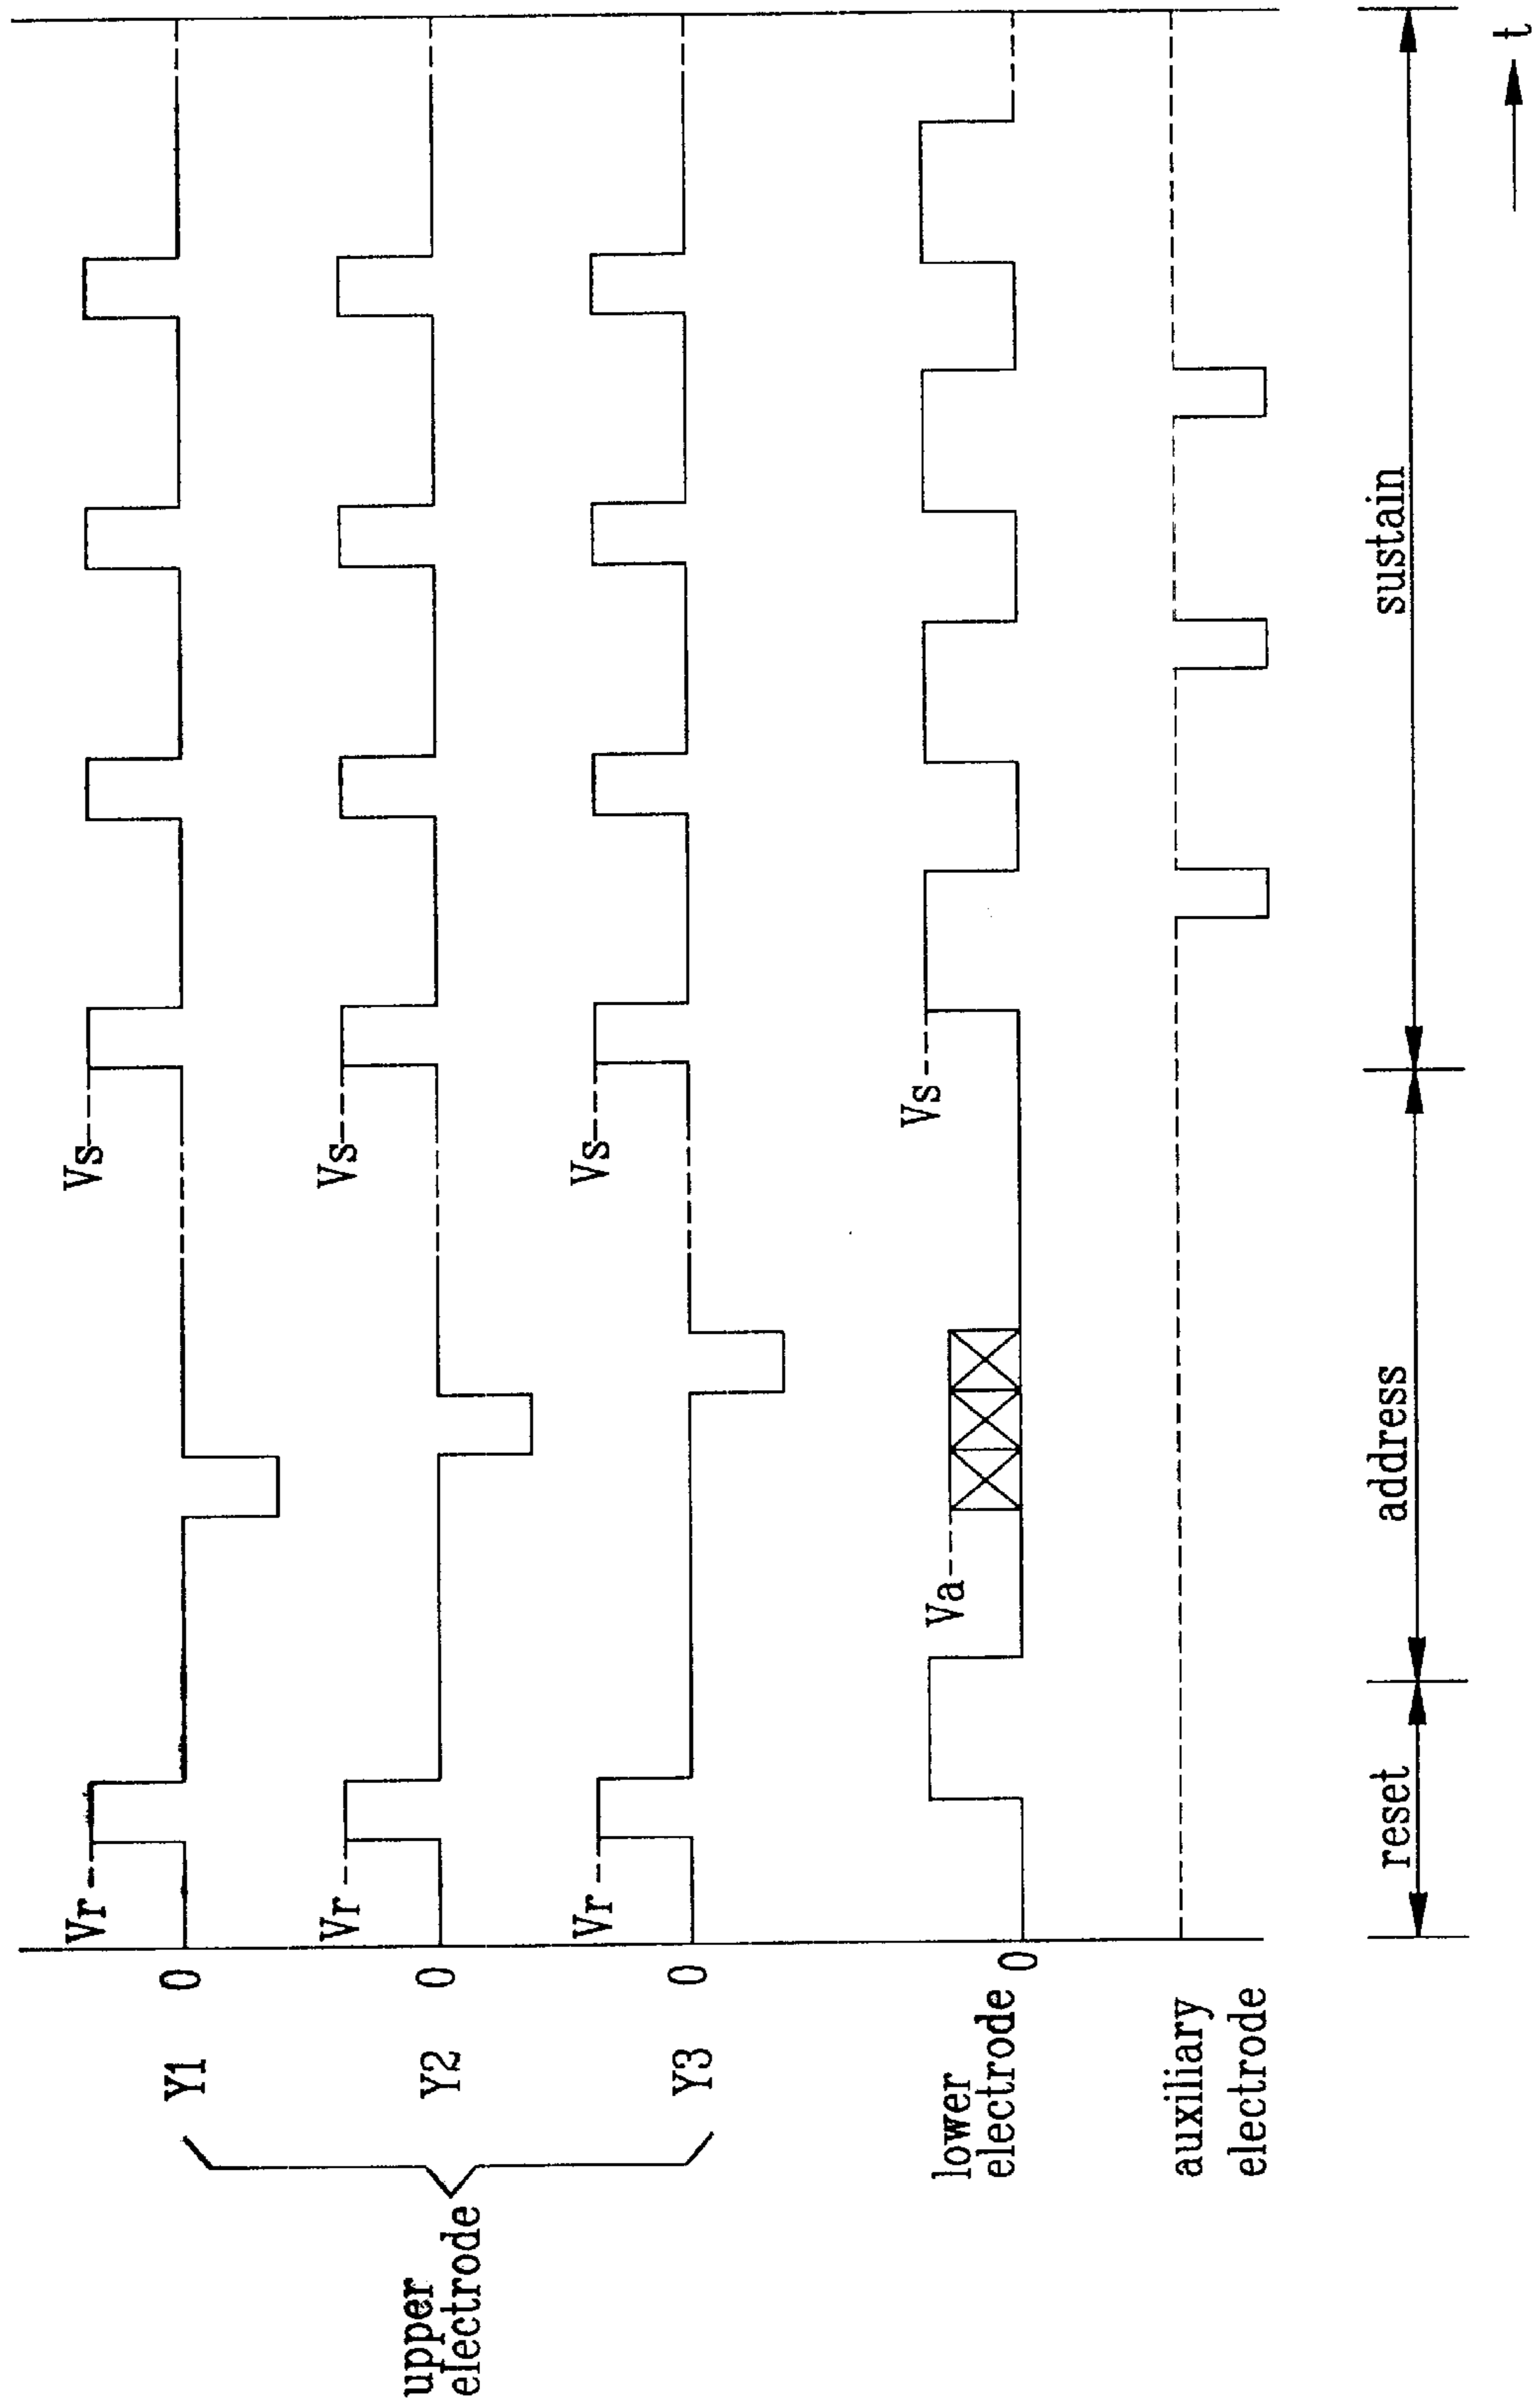 upper
electrode
Y1
0
Vr
Vs
Y2
0
Vr
Vs
Y3
0
Vr
Vs
lower
electrode
0
Va
Vs
auxiliary
electrode
reset
address
sustain
t